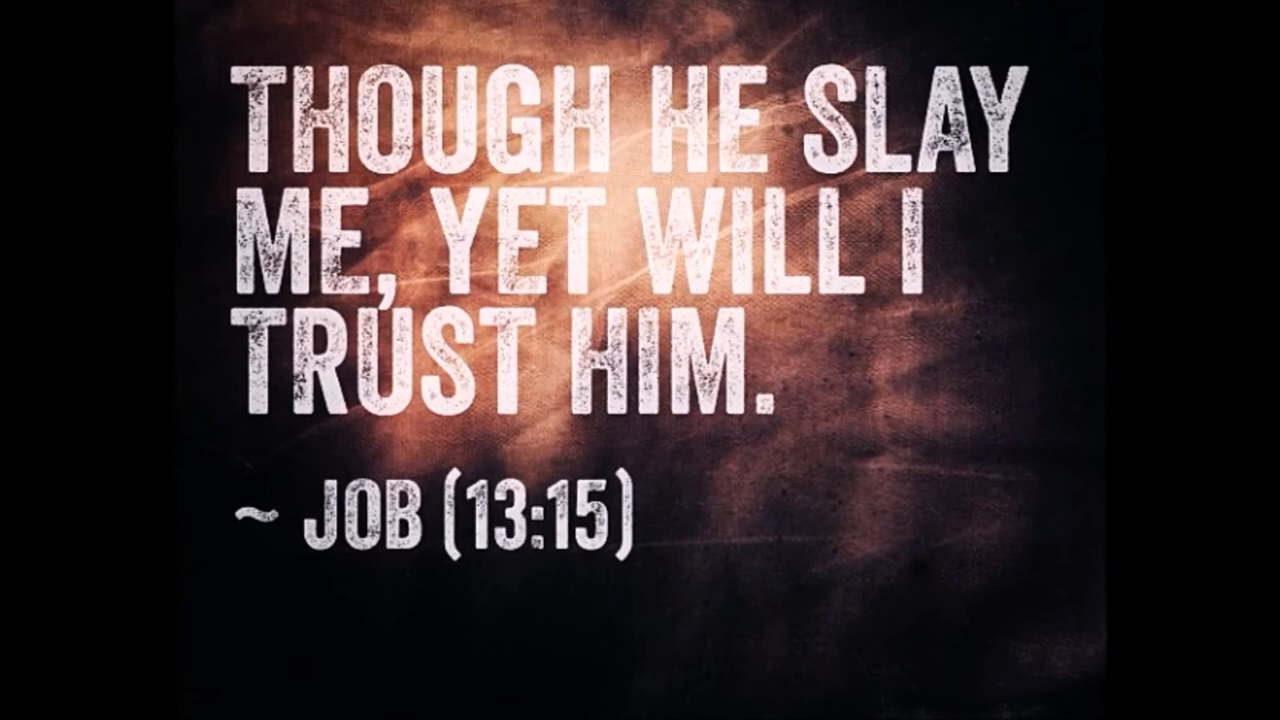 THOUGH HE SLAY
ME, YET WILL I
TRUST HIM.
~ JOB (13:15)